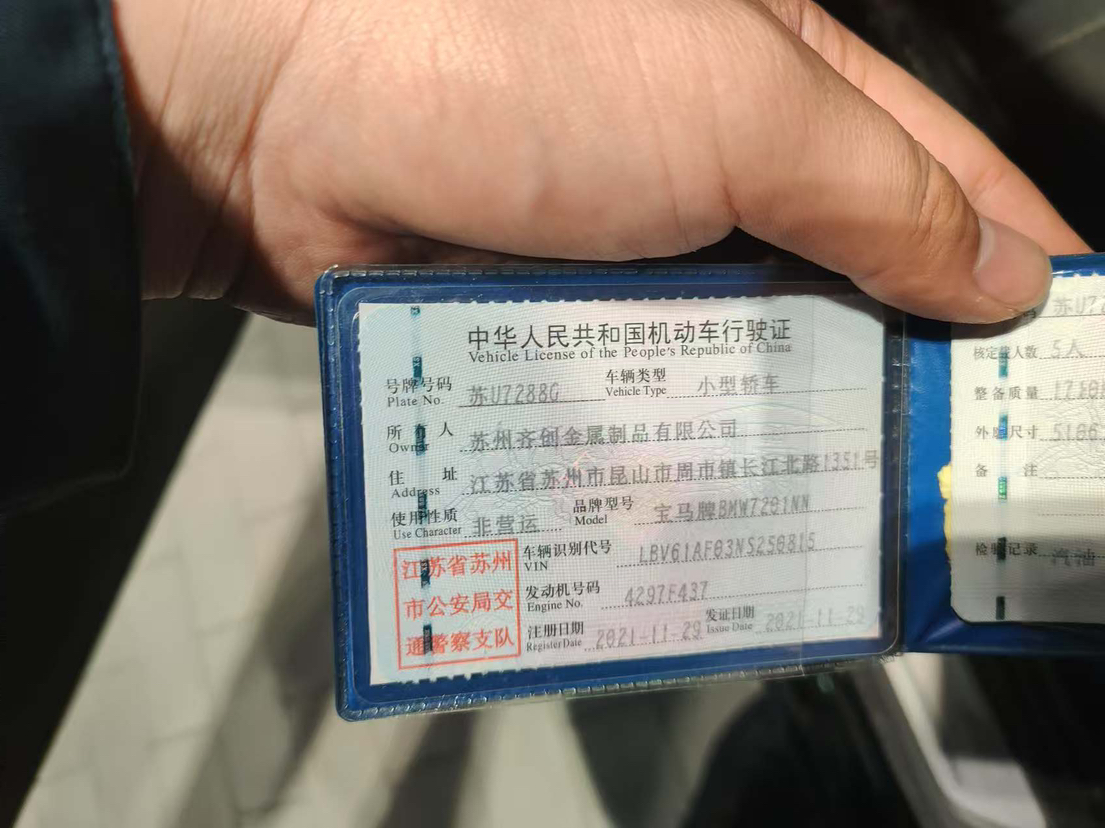 中华人民共和国机动车行驶证
Vehicle License of the People's Republic of China
号牌号码 苏U7288G 车辆类型 小型轿车
Plate No. Vehicle Type
所有人 苏州齐创金属制品有限公司
Owner
住址 江苏省苏州市昆山市周市镇长江北路1351号
Address
使用性质 非营运 品牌型号 宝马牌BMW7201NN
Use Character Model
江苏省苏州
市公安局交
通警察支队
车辆识别代号 LBV61AF03NS250815
VIN
发动机号码 4297F437
Engine No.
注册日期 2021-11-29 发证日期 2021-11-29
Register Date Issue Date
苏U72
核定载人数 5人
整备质量
外廓尺寸
备注
检验记录 汽油